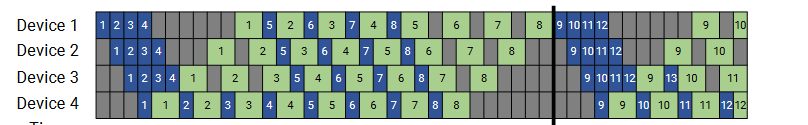 Device 1 1 2 3 4 1 5 2 6 3 7 4 8 5 6 7 8 9 10 11 12 9 10
Device 2 1 2 3 4 1 2 5 3 6 4 7 5 8 6 7 8 9 10 11 12 9 10
Device 3 1 2 3 4 1 2 3 5 4 6 5 7 6 8 7 8 9 10 11 12 9 13 10 11
Device 4 1 1 2 2 3 3 4 4 5 5 6 6 7 7 8 8 9 9 10 10 11 11 12 12